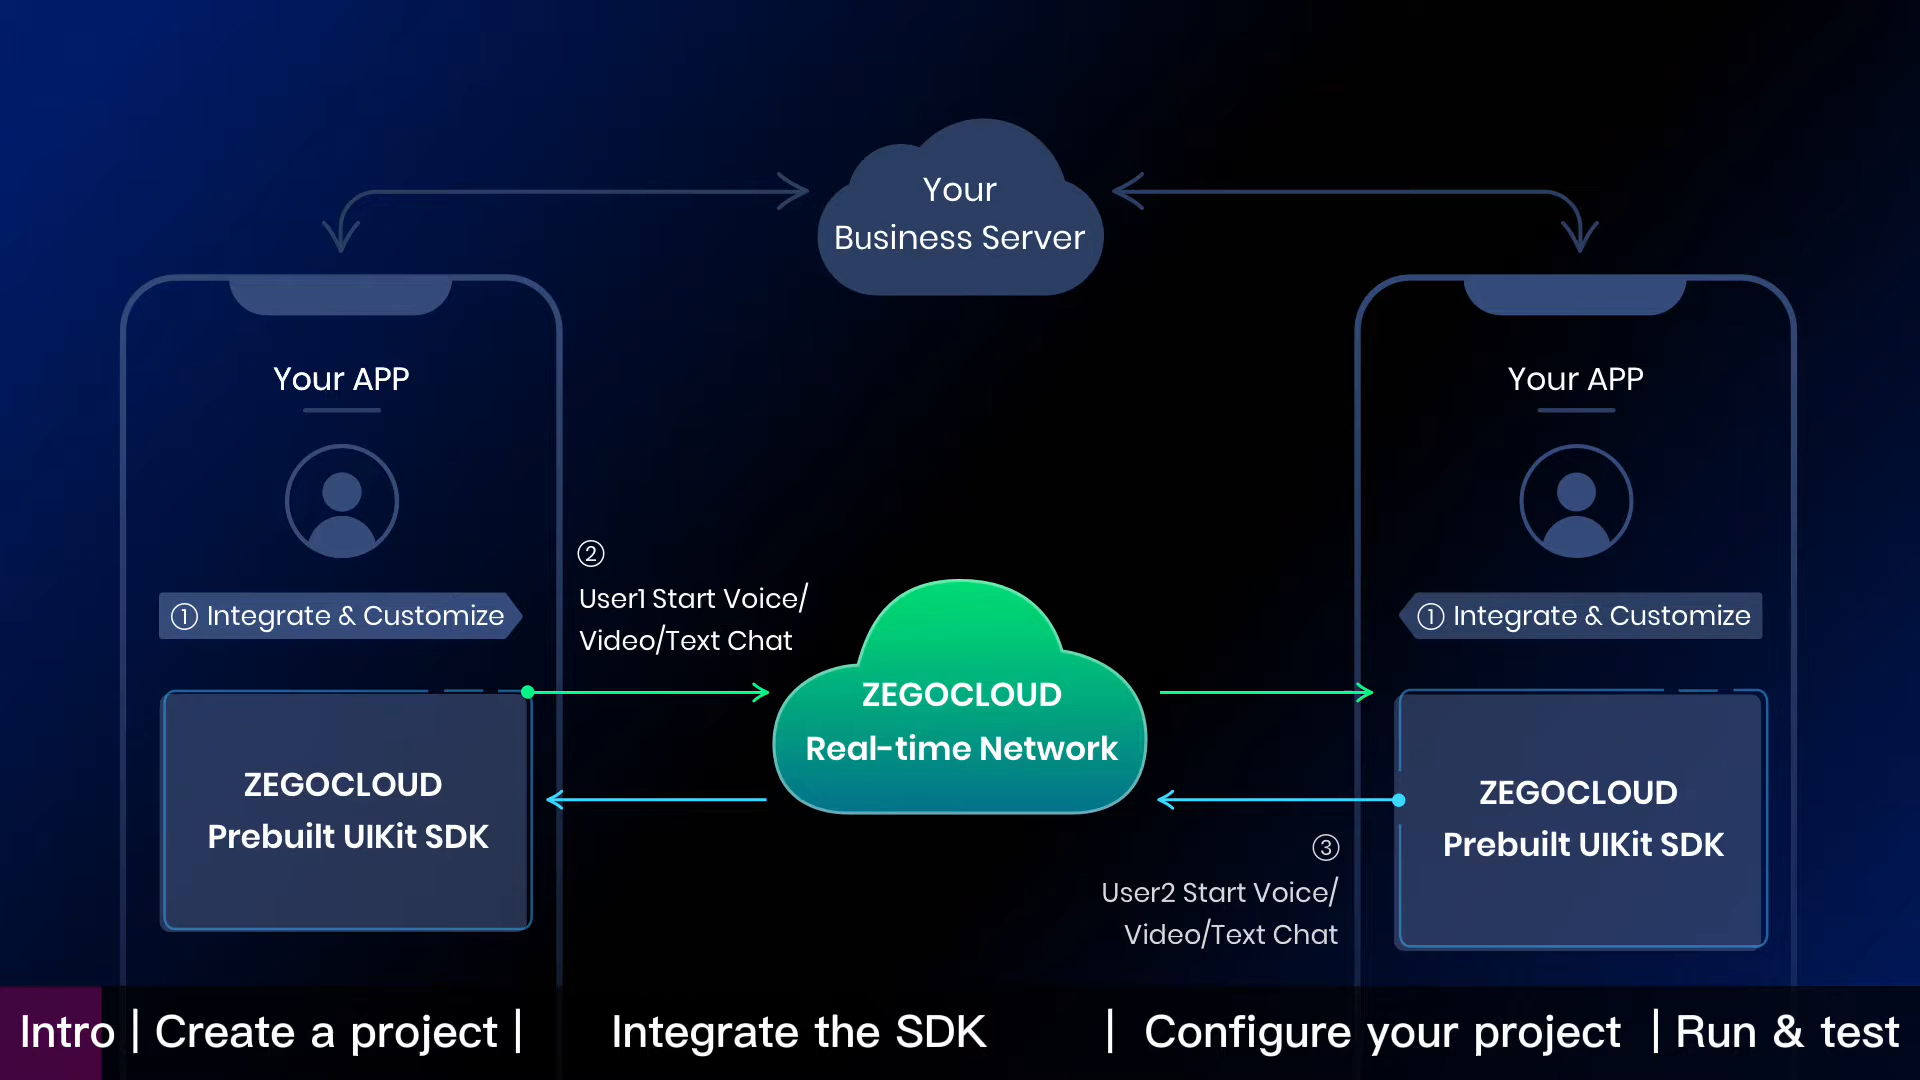 Your
Business Server
Your APP
Your APP
②
① Integrate & Customize
User1 Start Voice/
Video/Text Chat
① Integrate & Customize
ZEGOCLOUD
Real-time Network
ZEGOCLOUD
Prebuilt UIKit SDK
ZEGOCLOUD
Prebuilt UIKit SDK
③
User2 Start Voice/
Video/Text Chat
Intro | Create a project | Integrate the SDK | Configure your project | Run & test